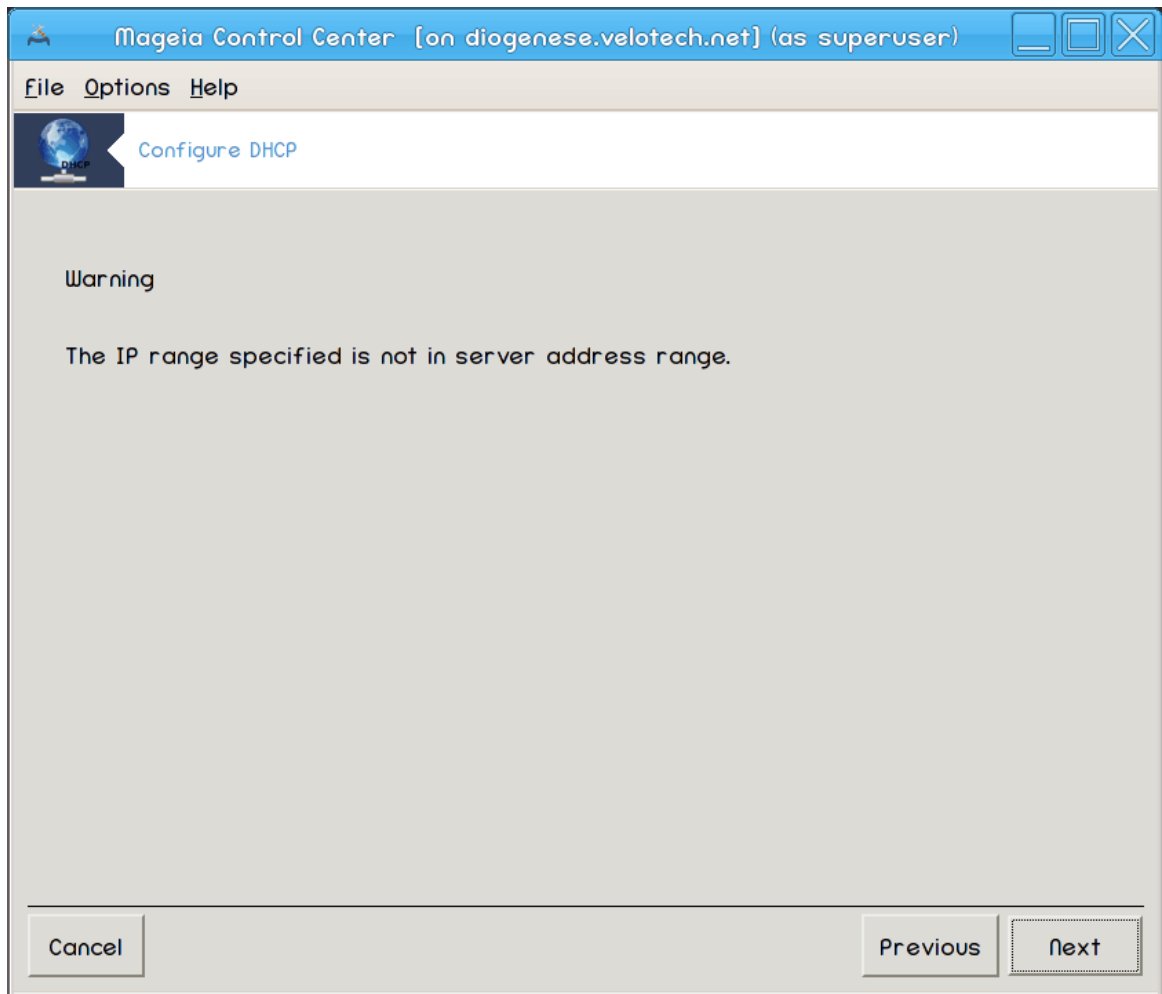 Mageia Control Center [on diogenese.velotech.net] (as superuser)
File Options Help
DHCP
Configure DHCP
Warning
The IP range specified is not in server address range.
Cancel Previous Next